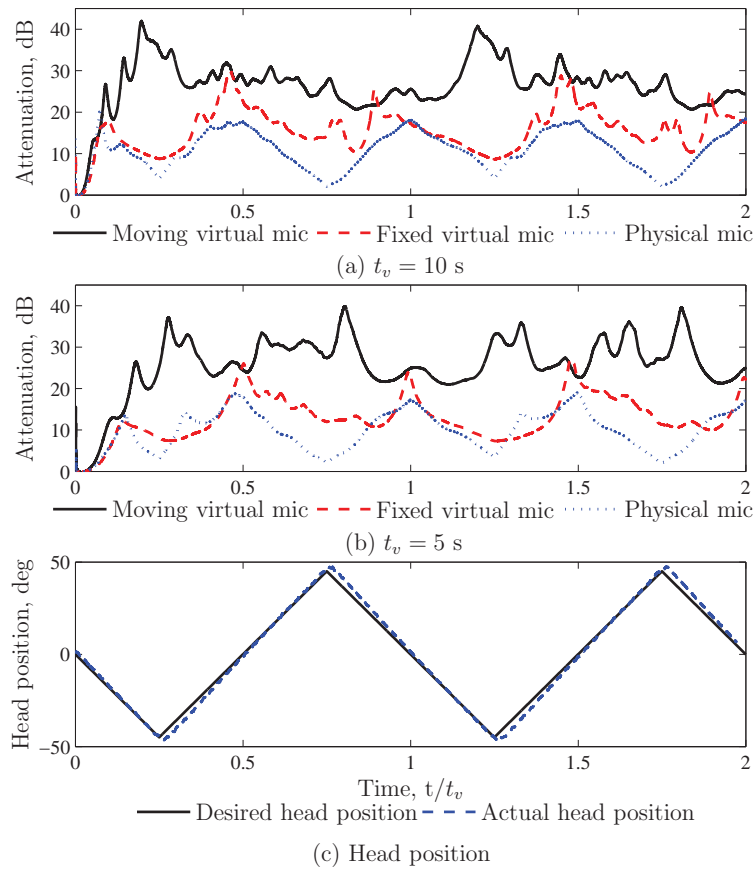 Attenuation, dB
40
30
20
10
0
0
0.5
1
1.5
2
Moving virtual mic
Fixed virtual mic
Physical mic
(a) t_v = 10 s
Attenuation, dB
40
30
20
10
0
0
0.5
1
1.5
2
Moving virtual mic
Fixed virtual mic
Physical mic
(b) t_v = 5 s
Head position, deg
50
0
−50
0
0.5
1
1.5
2
Time, t/t_v
Desired head position
Actual head position
(c) Head position